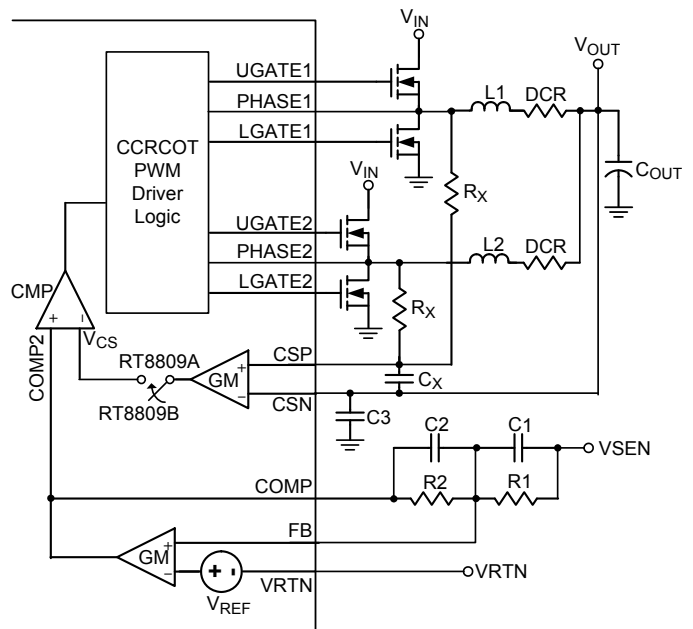 VIN
VOUT
UGATE1
PHASE1
LGATE1
L1
DCR
CCRCOT
PWM
Driver
Logic
VIN
RX
COUT
UGATE2
PHASE2
LGATE2
L2
DCR
RX
CMP
+
-
VCS
COMP2
RT8809A
RT8809B
GM
+
-
CSP
CSN
CX
C3
C2
C1
VSEN
COMP
R2
R1
FB
GM
+
-
+
-
VREF
VRTN
VRTN